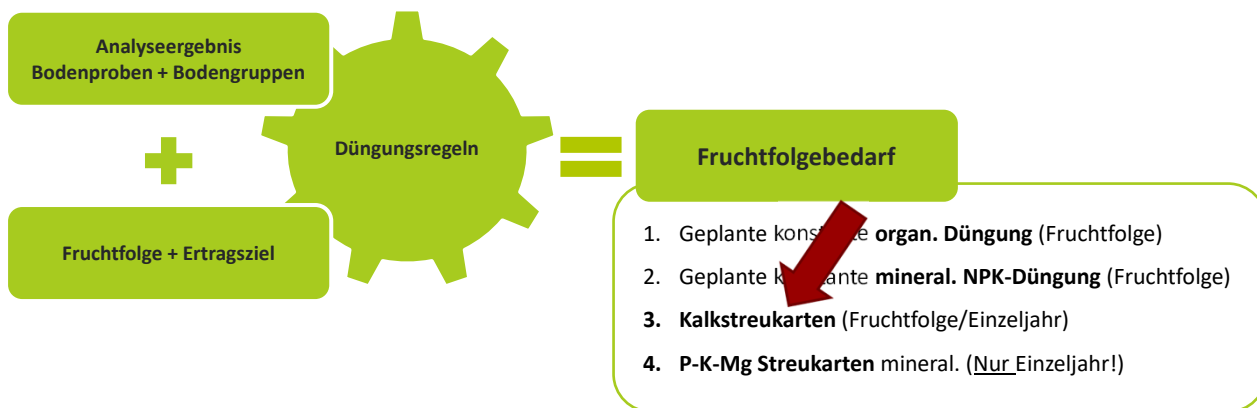 Analyseergebnis
Bodenproben + Bodengruppen
Düngungsregeln
Fruchtfolge + Ertragsziel
Fruchtfolgebedarf
1. Geplante organ. Düngung (Fruchtfolge)
2. Geplante mineral. NPK-Düngung (Fruchtfolge)
3. Kalkstreukarten (Fruchtfolge/Einzeljahr)
4. P-K-Mg Streukarten mineral. (Nur Einzeljahr!)